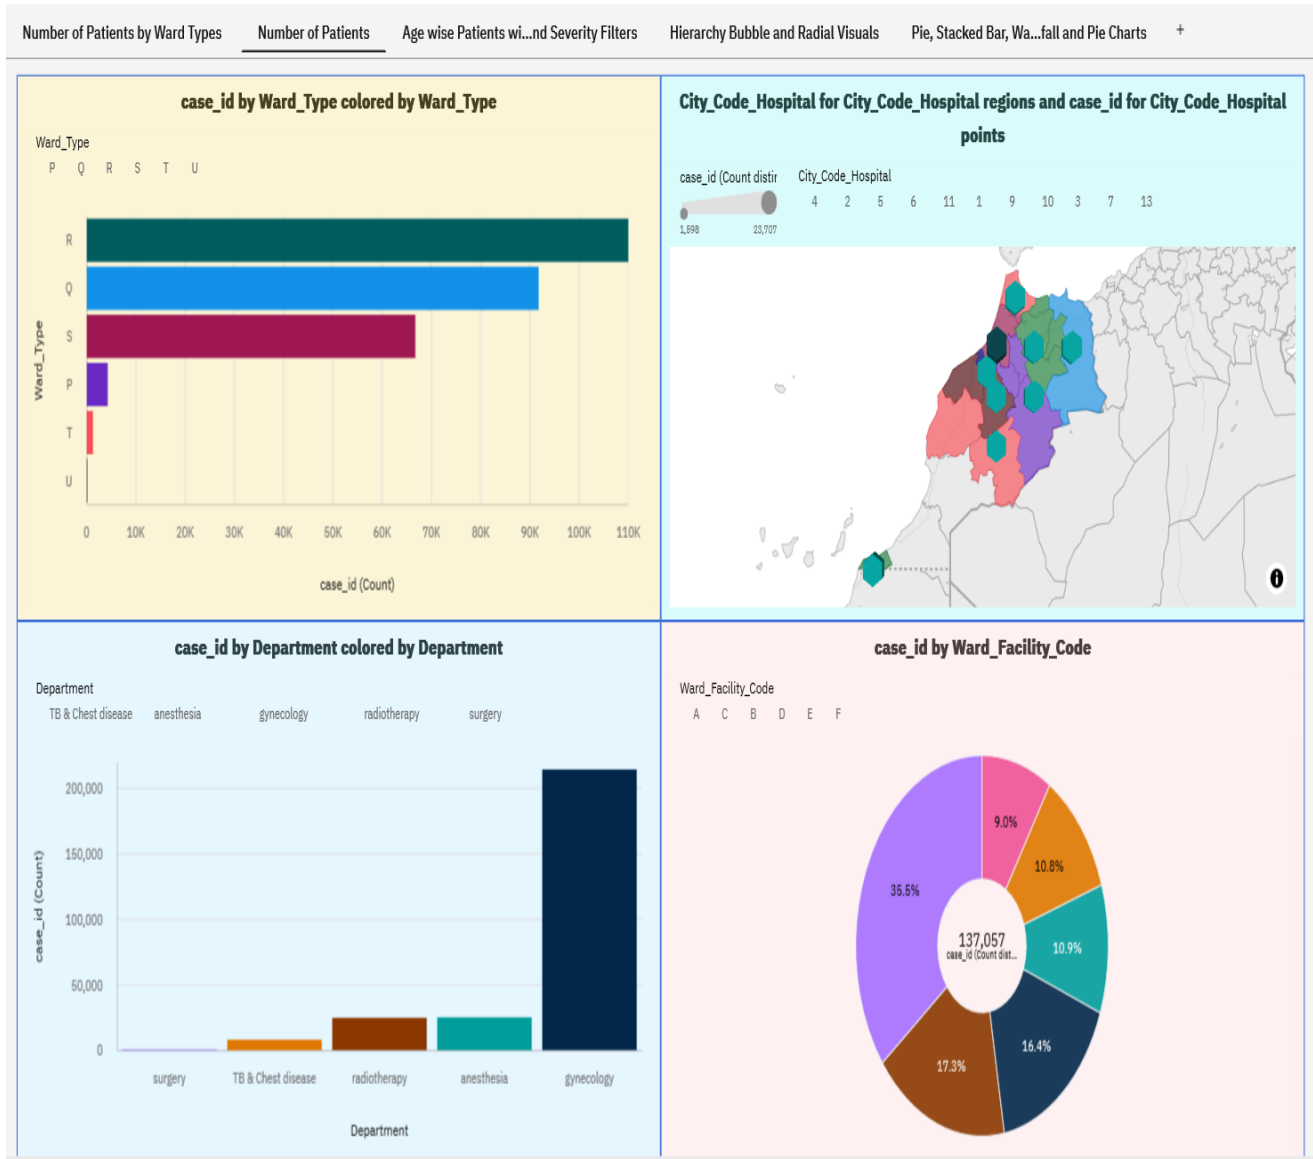 Number of Patients by Ward Types
Number of Patients
Age wise Patients wi...nd Severity Filters
Hierarchy Bubble and Radial Visuals
Pie, Stacked Bar, Wa...fall and Pie Charts
+
case_id by Ward_Type colored by Ward_Type
Ward_Type
P Q R S T U
Ward_Type
R
Q
S
P
T
U
0 10K 20K 30K 40K 50K 60K 70K 80K 90K 100K 110K
case_id (Count)
City_Code_Hospital for City_Code_Hospital regions and case_id for City_Code_Hospital
points
case_id (Count distir
1,598 23,707
City_Code_Hospital
4 2 5 6 11 1 9 10 3 7 13
case_id by Department colored by Department
Department
TB & Chest disease anesthesia gynecology radiotherapy surgery
case_id (Count)
200,000
150,000
100,000
50,000
0
surgery TB & Chest disease radiotherapy anesthesia gynecology
Department
case_id by Ward_Facility_Code
Ward_Facility_Code
A C B D E F
9.0%
10.8%
35.5%
137,057
case_id (Count dist...
10.9%
16.4%
17.3%